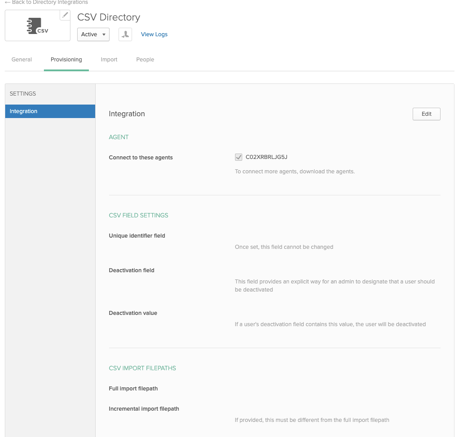 ← Back to Directory Integrations
CSV Directory
csv
Active ▾
View Logs
General Provisioning Import People
SETTINGS
Integration
Integration
Edit
AGENT
Connect to these agents
C02XRBRLJG5J
To connect more agents, download the agents.
CSV FIELD SETTINGS
Unique identifier field
Once set, this field cannot be changed
Deactivation field
This field provides an explicit way for an admin to designate that a user should
be deactivated
Deactivation value
If a user's deactivation field contains this value, the user will be deactivated
CSV IMPORT FILEPATHS
Full import filepath
Incremental import filepath
If provided, this must be different from the full import filepath